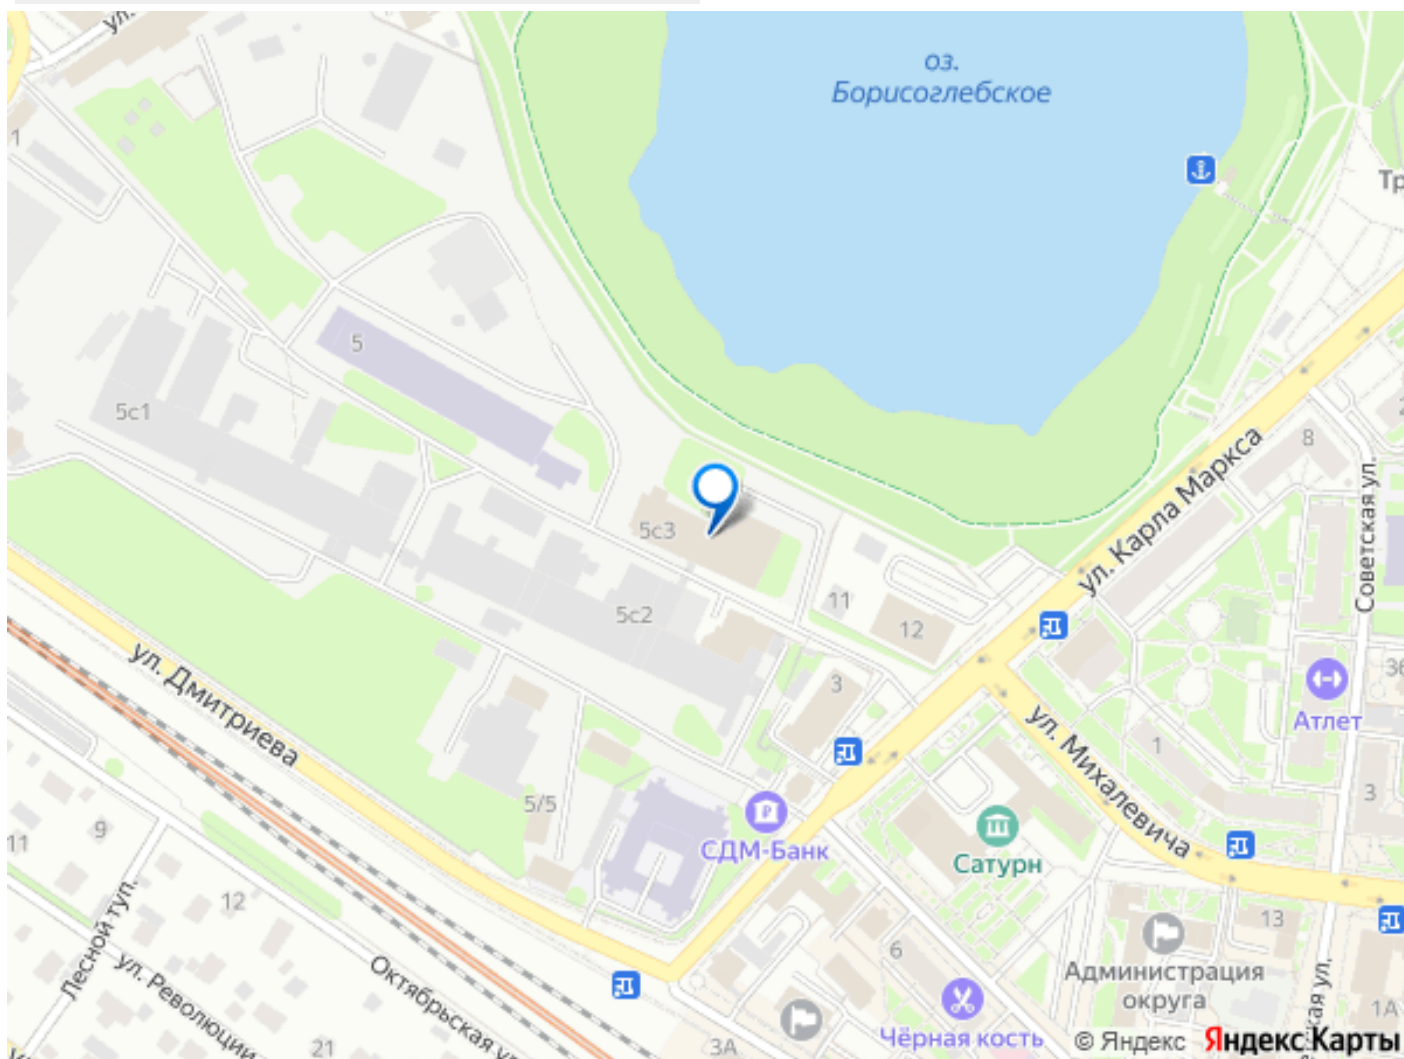 ул.
оз.
Борисоглебское
1
Тр
5
5с1
8
ул. Карла Маркса
Советская ул.
5с3
11
5с2
12
3
ул. Дмитриева
Атлет
ул. Михалевича
1
3
5/5
СДМ-Банк
Сатурн
11
9
12
Лесной туп.
6
13
Администрация
округа
ул. Революции
Октябрьская ул.
Чёрная кость
3А
21
1А
© Яндекс Яндекс Карты